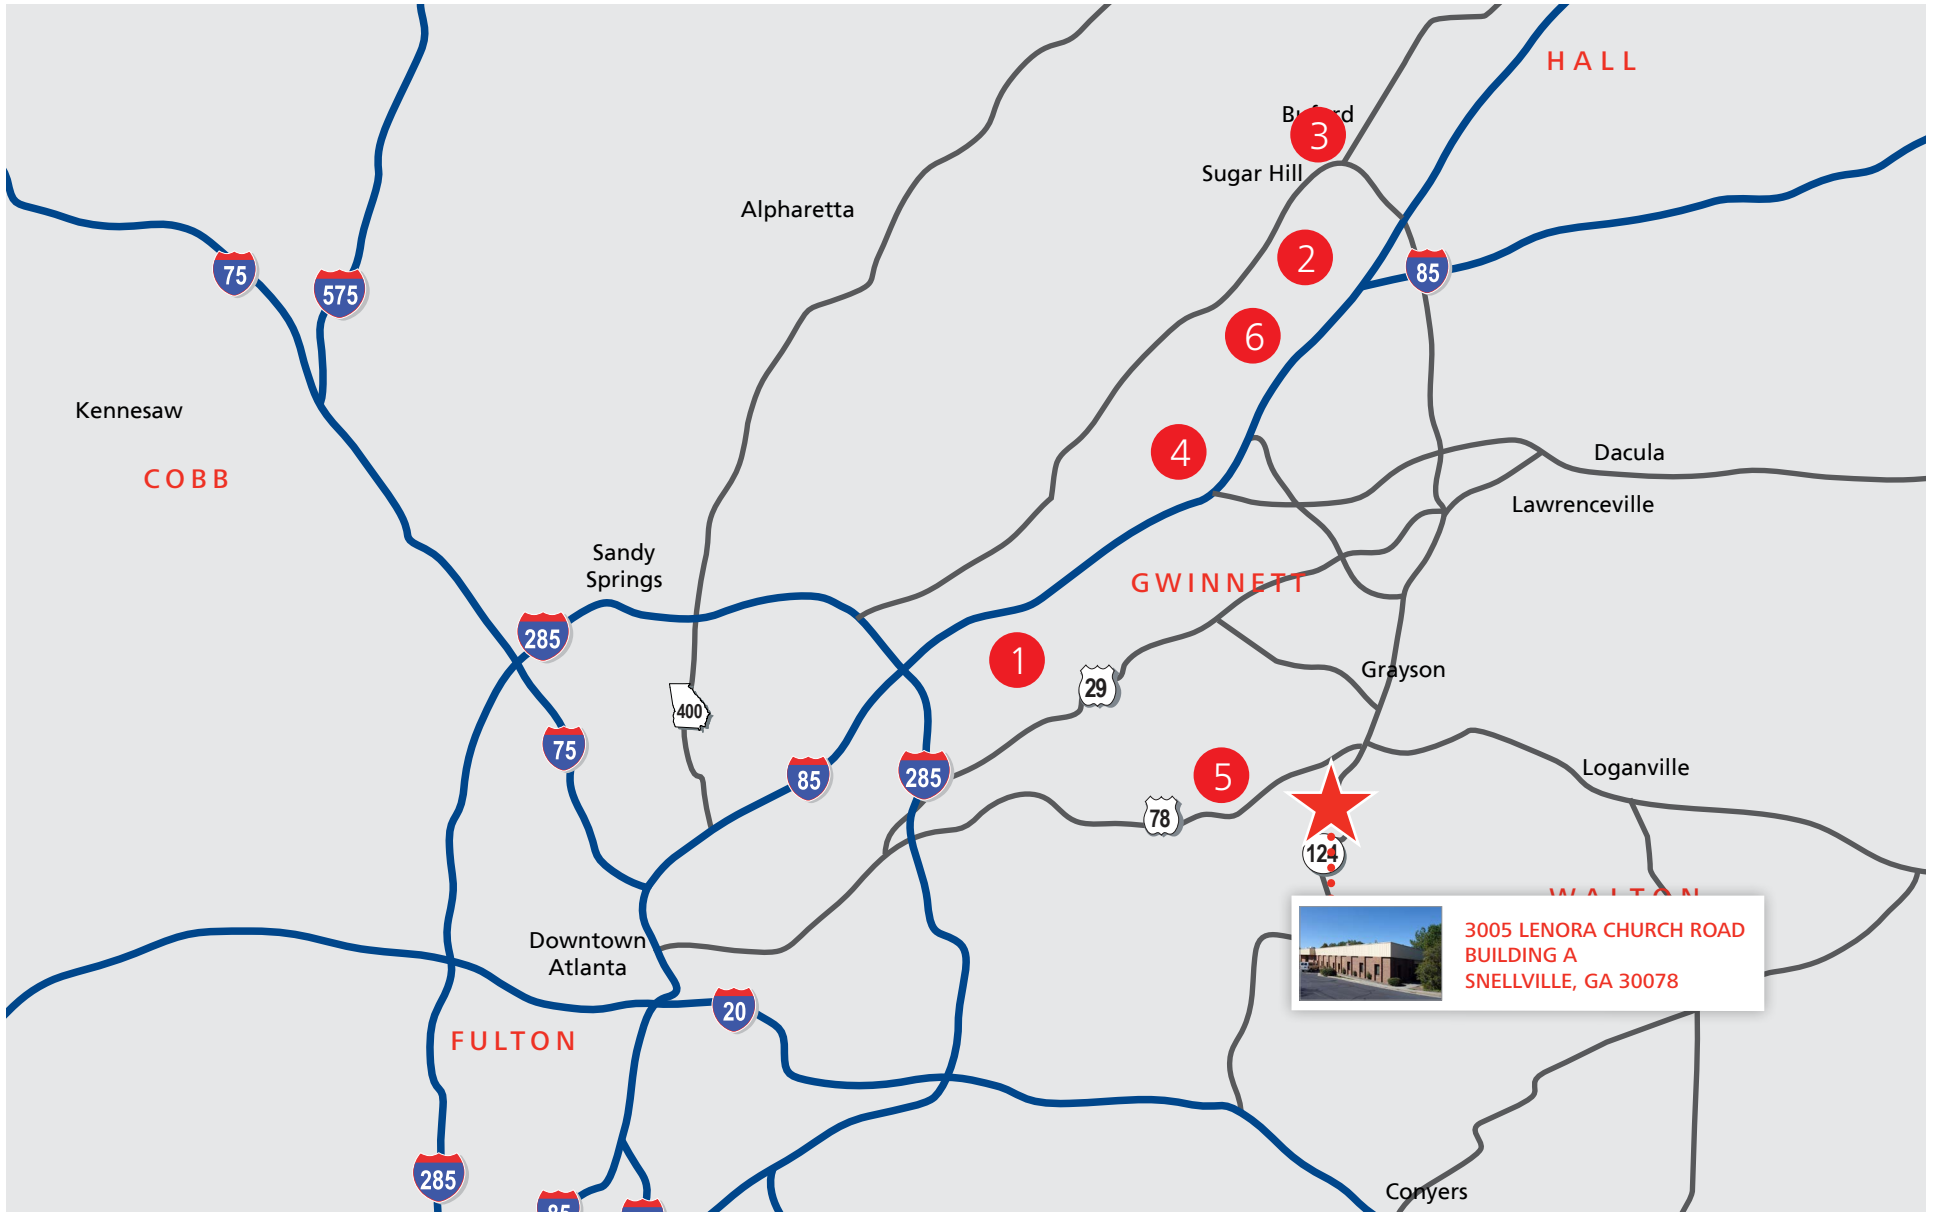 HALL
Buford
3
Sugar Hill
Alpharetta
2
75
575
85
6
Kennesaw
4
COBB
Dacula
Lawrenceville
Sandy
Springs
GWINNETT
285
1
Grayson
29
400
75
85
285
5
Loganville
78
124
WALTON
3005 LENORA CHURCH ROAD
BUILDING A
SNELLVILLE, GA 30078
Downtown
Atlanta
20
FULTON
285
85
Conyers